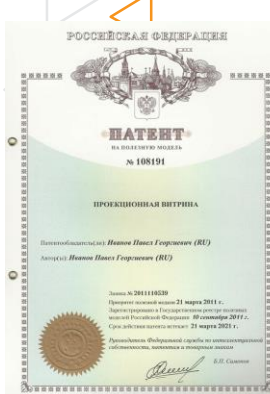 РОССИЙСКАЯ ФЕДЕРАЦИЯ
ПАТЕНТ
НА ПОЛЕЗНУЮ МОДЕЛЬ
№ 108191
ПРОЕКЦИОННАЯ ВИТРИНА
Патентообладатель(ли): Иванов Павел Георгиевич (RU)
Автор(ы): Иванов Павел Георгиевич (RU)
Заявка № 2011110539
Приоритет полезной модели 21 марта 2011 г.
Зарегистрировано в Государственном реестре полезных
моделей Российской Федерации 10 сентября 2011 г.
Срок действия патента истекает 21 марта 2021 г.
Руководитель Федеральной службы по интеллектуальной
собственности, патентам и товарным знакам
Б.П. Симонов